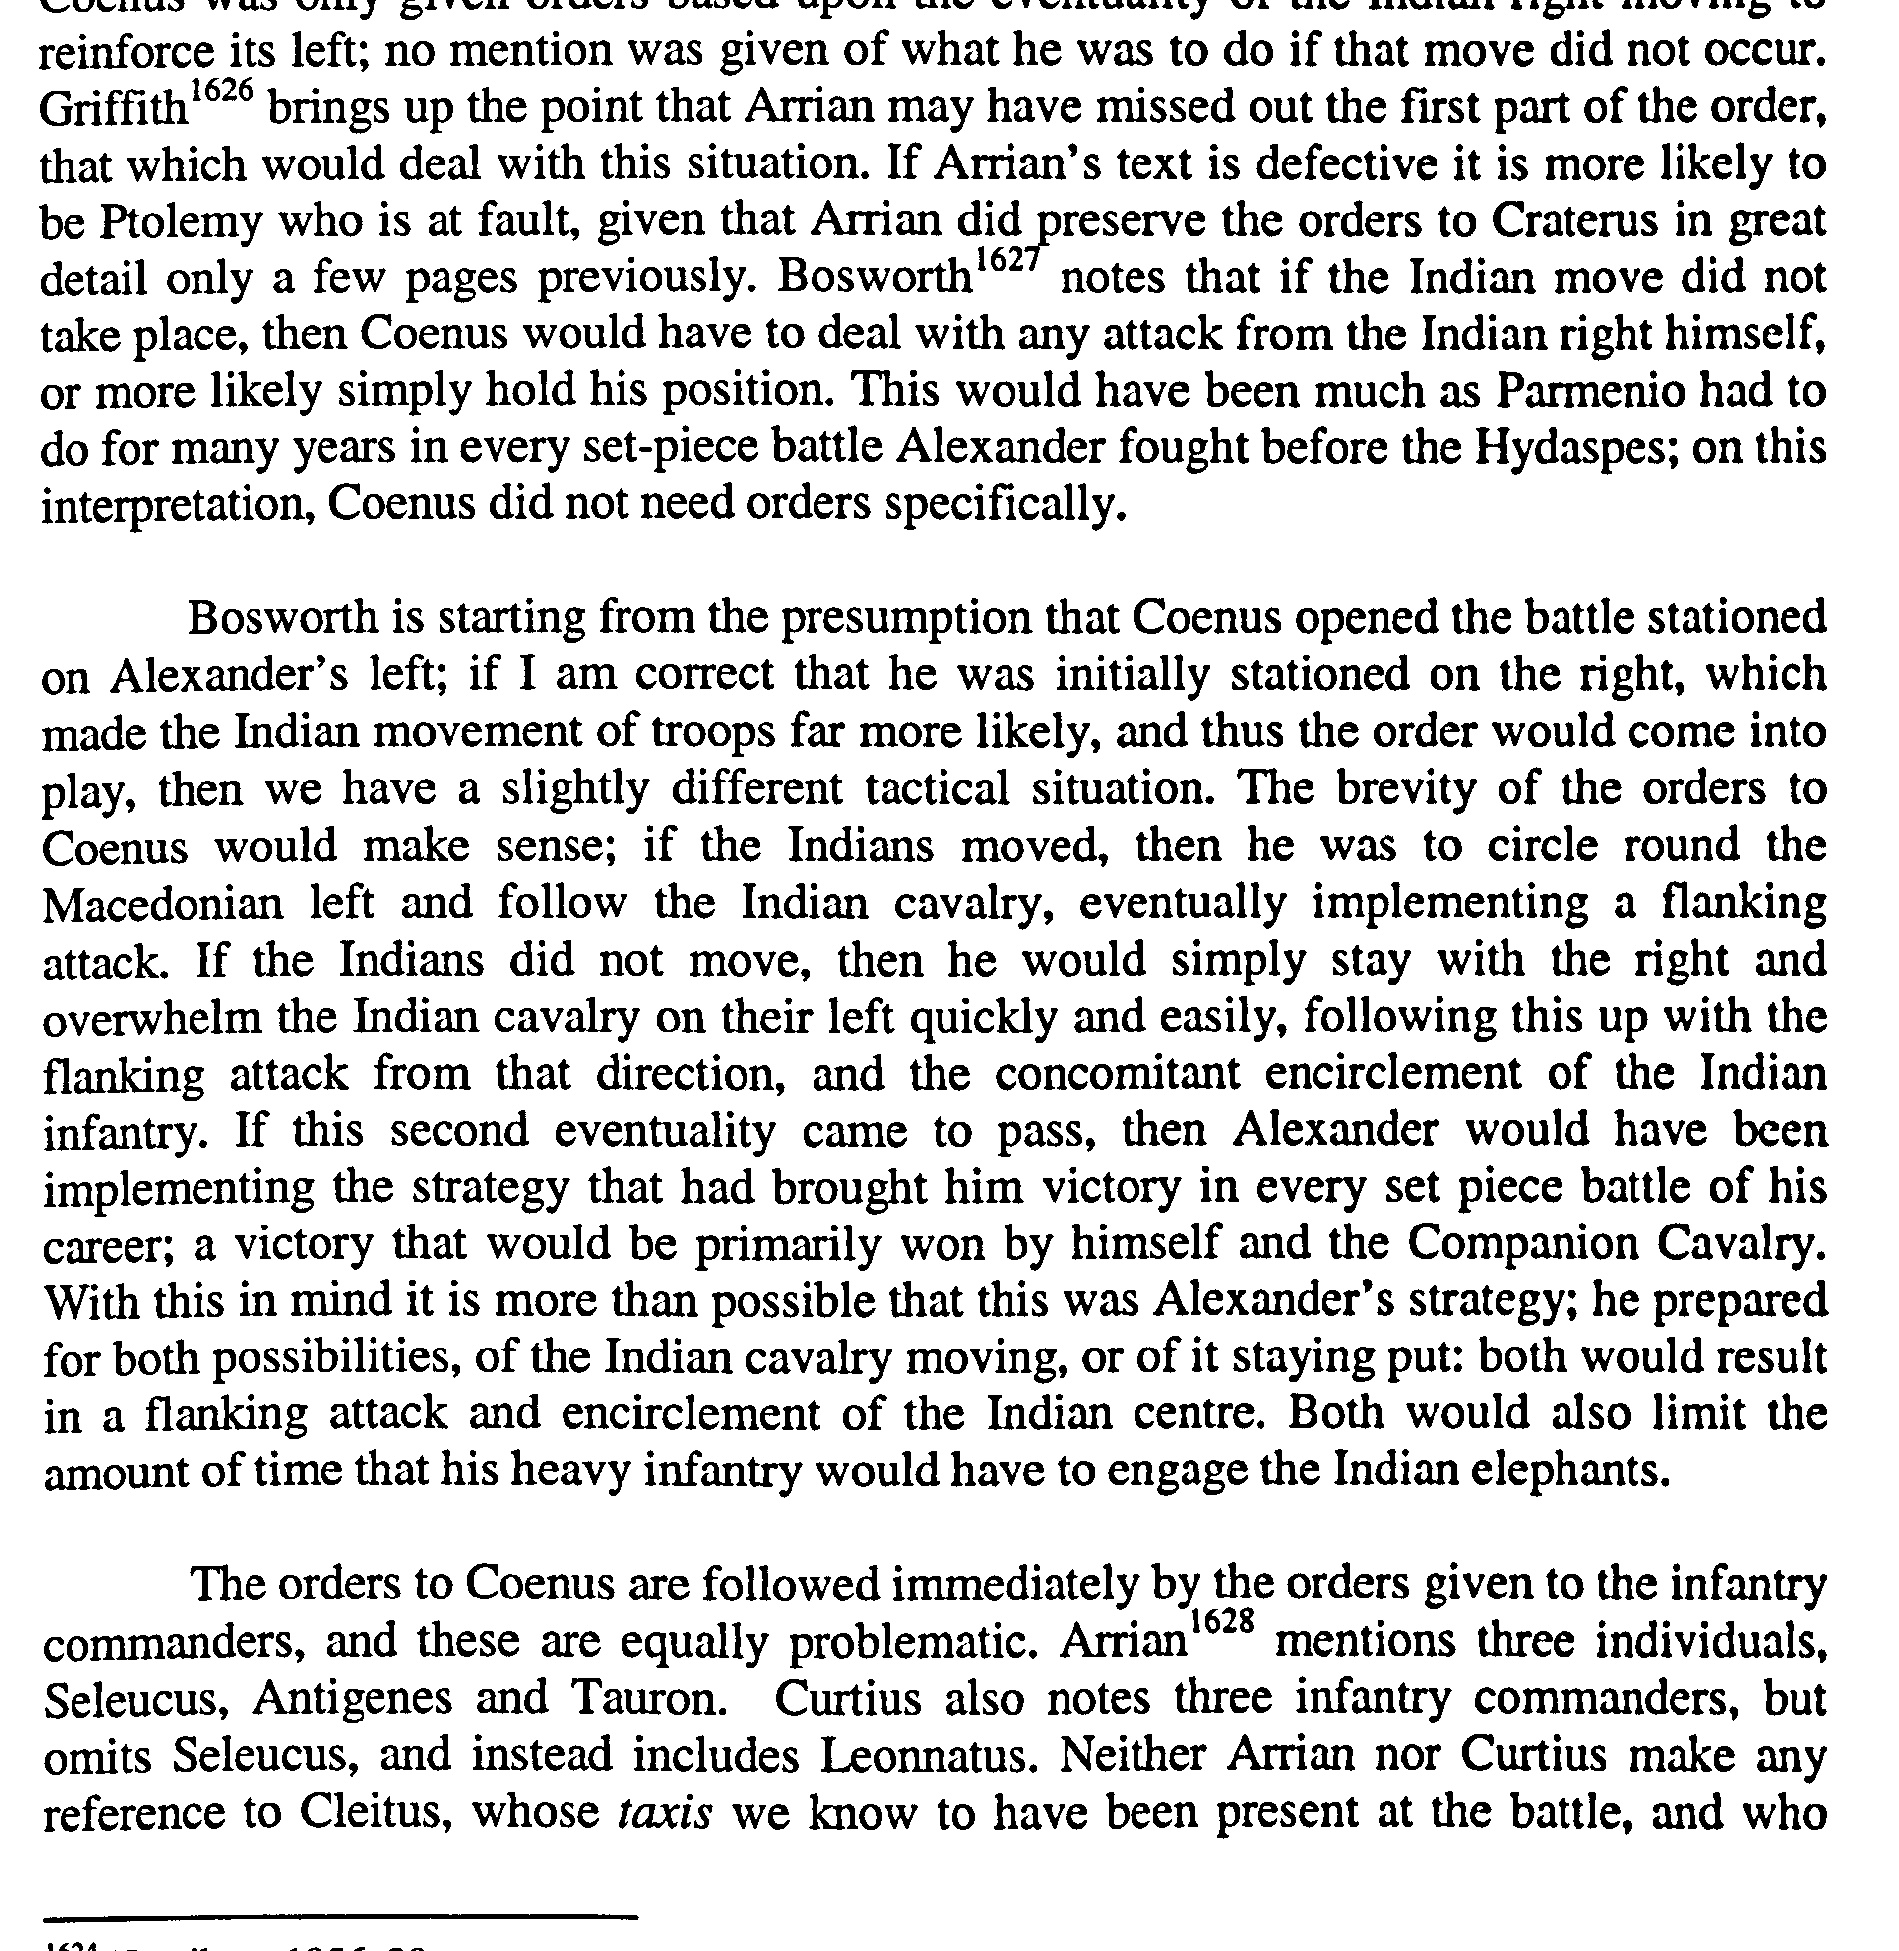 Coenus was only given orders based upon the eventuality of the Indian right moving to
reinforce its left; no mention was given of what he was to do if that move did not occur.
Griffith1626 brings up the point that Arrian may have missed out the first part of the order,
that which would deal with this situation. If Arrian's text is defective it is more likely to
be Ptolemy who is at fault, given that Arrian did preserve the orders to Craterus in great
detail only a few pages previously. Bosworth1627 notes that if the Indian move did not
take place, then Coenus would have to deal with any attack from the Indian right himself,
or more likely simply hold his position. This would have been much as Parmenio had to
do for many years in every set-piece battle Alexander fought before the Hydaspes; on this
interpretation, Coenus did not need orders specifically.
Bosworth is starting from the presumption that Coenus opened the battle stationed
on Alexander's left; if I am correct that he was initially stationed on the right, which
made the Indian movement of troops far more likely, and thus the order would come into
play, then we have a slightly different tactical situation. The brevity of the orders to
Coenus would make sense; if the Indians moved, then he was to circle round the
Macedonian left and follow the Indian cavalry, eventually implementing a flanking
attack. If the Indians did not move, then he would simply stay with the right and
overwhelm the Indian cavalry on their left quickly and easily, following this up with the
flanking attack from that direction, and the concomitant encirclement of the Indian
infantry. If this second eventuality came to pass, then Alexander would have been
implementing the strategy that had brought him victory in every set piece battle of his
career; a victory that would be primarily won by himself and the Companion Cavalry.
With this in mind it is more than possible that this was Alexander's strategy; he prepared
for both possibilities, of the Indian cavalry moving, or of it staying put: both would result
in a flanking attack and encirclement of the Indian centre. Both would also limit the
amount of time that his heavy infantry would have to engage the Indian elephants.
The orders to Coenus are followed immediately by the orders given to the infantry
commanders, and these are equally problematic. Arrian1628 mentions three individuals,
Seleucus, Antigenes and Tauron. Curtius also notes three infantry commanders, but
omits Seleucus, and instead includes Leonnatus. Neither Arrian nor Curtius make any
reference to Cleitus, whose taxis we know to have been present at the battle, and who